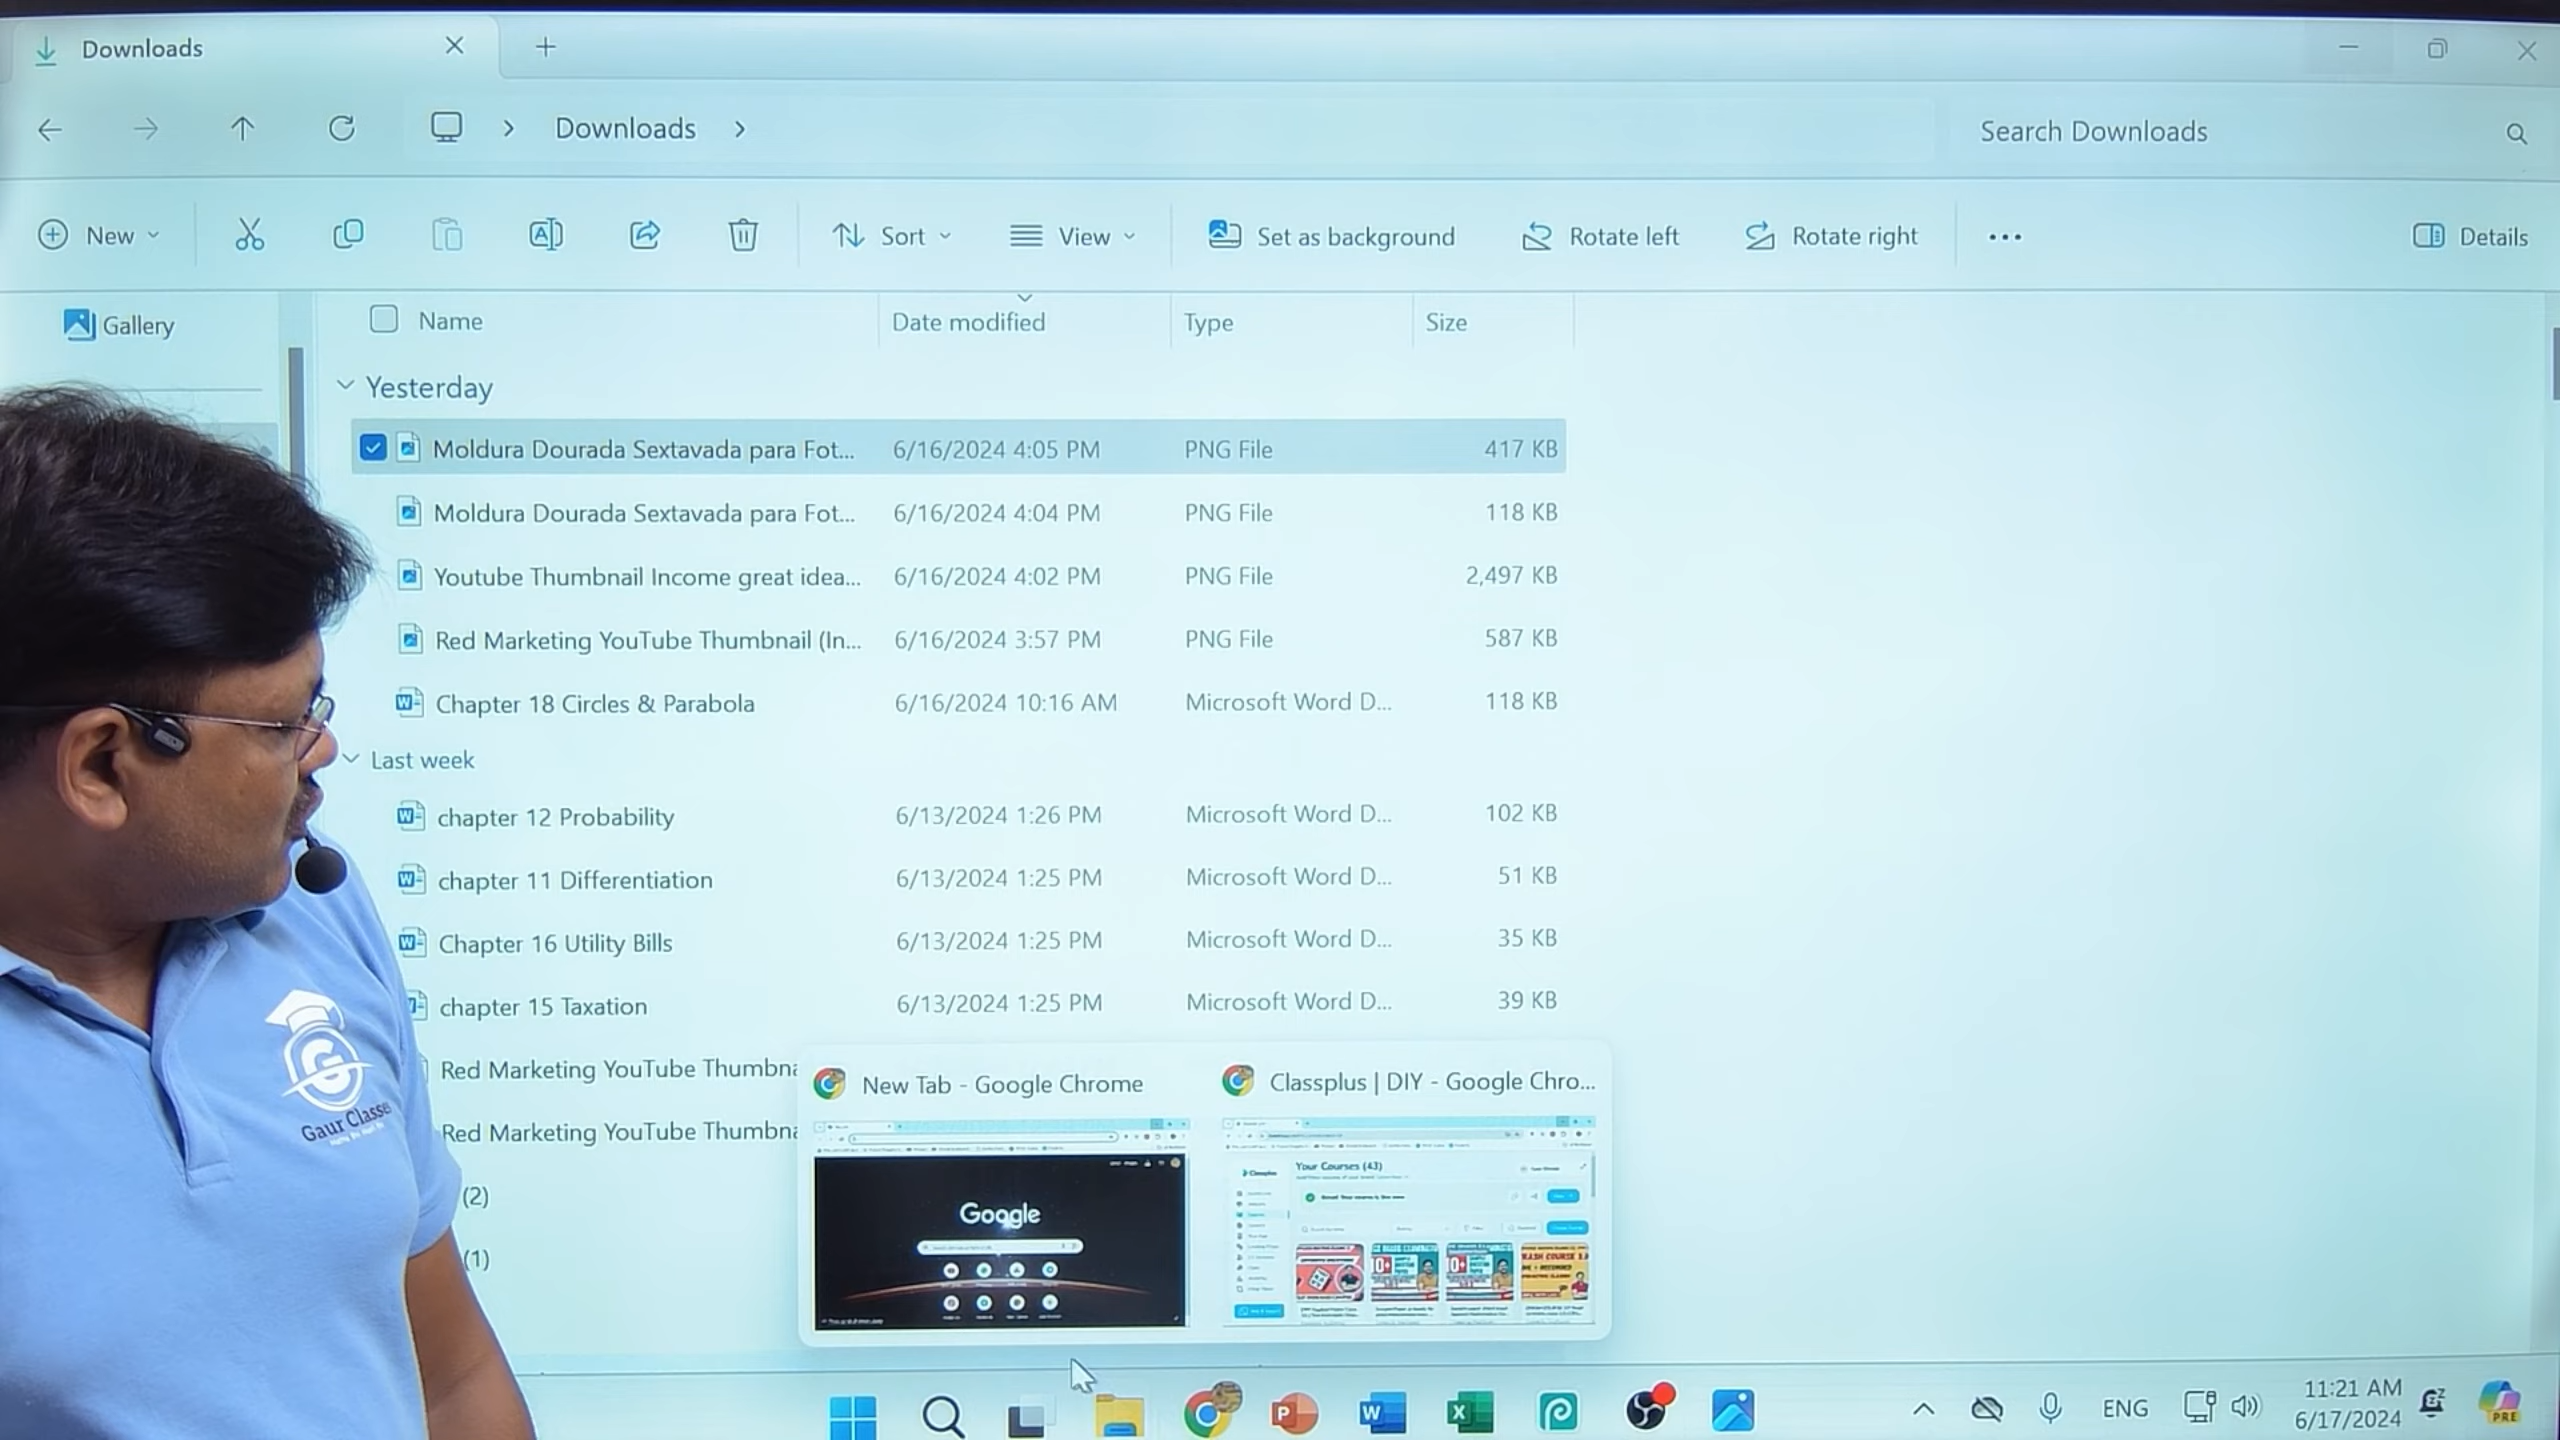 Downloads
Downloads
Search Downloads
New
Sort
View
Set as background
Rotate left
Rotate right
Details
Gallery
Name Date modified Type Size
Yesterday
Moldura Dourada Sextavada para Fot... 6/16/2024 4:05 PM PNG File 417 KB
Moldura Dourada Sextavada para Fot... 6/16/2024 4:04 PM PNG File 118 KB
Youtube Thumbnail Income great idea... 6/16/2024 4:02 PM PNG File 2,497 KB
Red Marketing YouTube Thumbnail (In... 6/16/2024 3:57 PM PNG File 587 KB
Chapter 18 Circles & Parabola 6/16/2024 10:16 AM Microsoft Word D... 118 KB
Last week
chapter 12 Probability 6/13/2024 1:26 PM Microsoft Word D... 102 KB
chapter 11 Differentiation 6/13/2024 1:25 PM Microsoft Word D... 51 KB
Chapter 16 Utility Bills 6/13/2024 1:25 PM Microsoft Word D... 35 KB
chapter 15 Taxation 6/13/2024 1:25 PM Microsoft Word D... 39 KB
Red Marketing YouTube Thumbna
Red Marketing YouTube Thumbna
(2)
(1)
New Tab - Google Chrome
Google
Classplus | DIY - Google Chro...
Classplus
Your Courses (43)
G
Gaur Classes
ENG
11:21 AM
6/17/2024
PRE